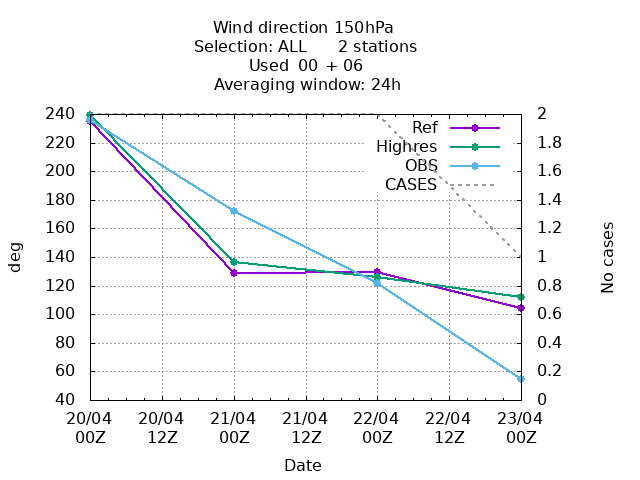 Wind direction 150hPa
Selection: ALL      2 stations
Used  00 + 06
Averaging window: 24h
240
220
200
180
160
140
120
100
80
60
40
deg
2
1.8
1.6
1.4
1.2
1
0.8
0.6
0.4
0.2
0
No cases
Ref
Highres
OBS
CASES
20/04 20/04 21/04 21/04 22/04 22/04 23/04
00Z 12Z 00Z 12Z 00Z 12Z 00Z
Date